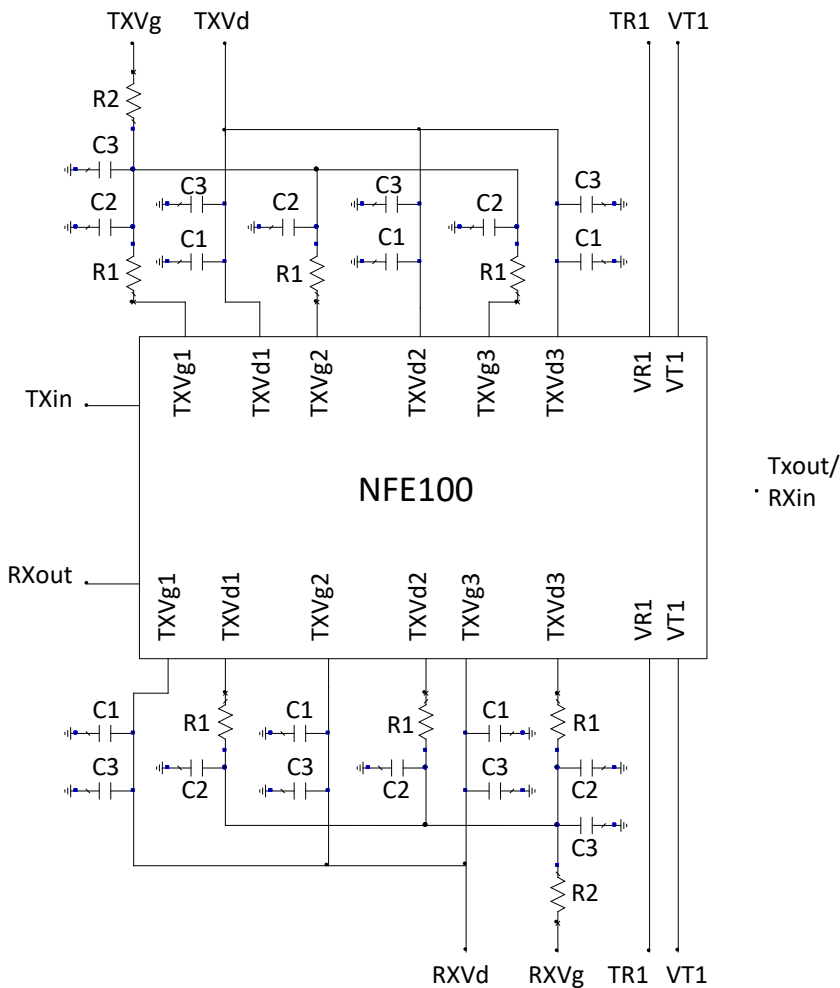 TXVg TXVd TR1 VT1
R2
C3
C3 C3 C3
C2 C2 C2
C1 C1 C1
R1 R1 R1
TXVg1 TXVd1 TXVg2 TXVd2 TXVg3 TXVd3 VR1 VT1
TXin
Txout/
RXin
NFE100
RXout
TXVg1 TXVd1 TXVg2 TXVd2 TXVg3 TXVd3 VR1 VT1
C1 R1 C1 R1 C1 R1
C3 C2 C3 C2 C3 C2
C3
R2
RXVd RXVg TR1 VT1